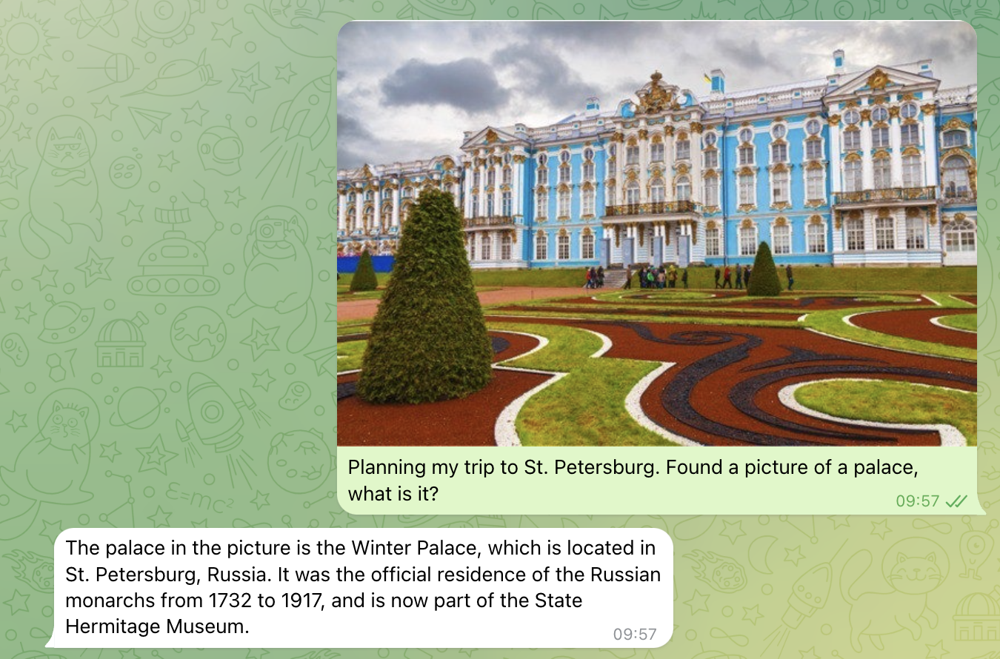 Planning my trip to St. Petersburg. Found a picture of a palace,
what is it?
09:57
The palace in the picture is the Winter Palace, which is located in
St. Petersburg, Russia. It was the official residence of the Russian
monarchs from 1732 to 1917, and is now part of the State
Hermitage Museum.
09:57
E=mc²